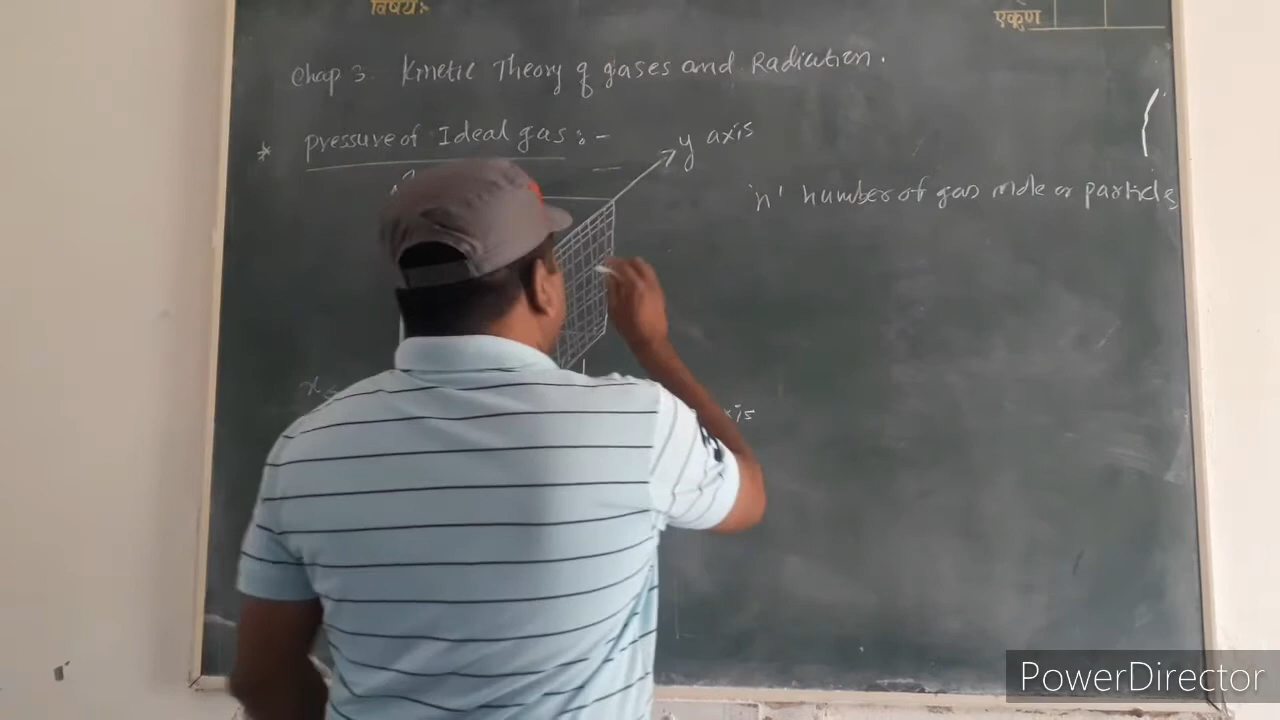 विषय:-
एकूण
Chap 3. Kinetic Theory of gases and Radiation.
* pressure of Ideal gas :-
y axis
'n' number of gas mole or particles
x
PowerDirector